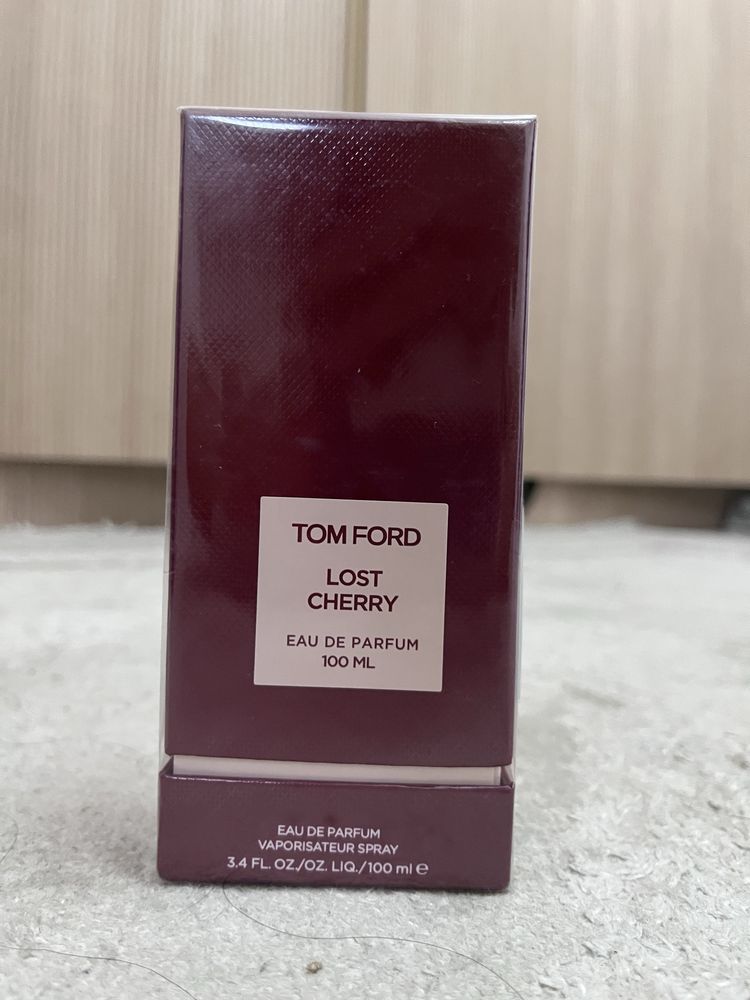 TOM FORD
LOST
CHERRY
EAU DE PARFUM
100 ML
EAU DE PARFUM
VAPORISATEUR SPRAY
3.4 FL. OZ./OZ. LIQ./100 ml ℮